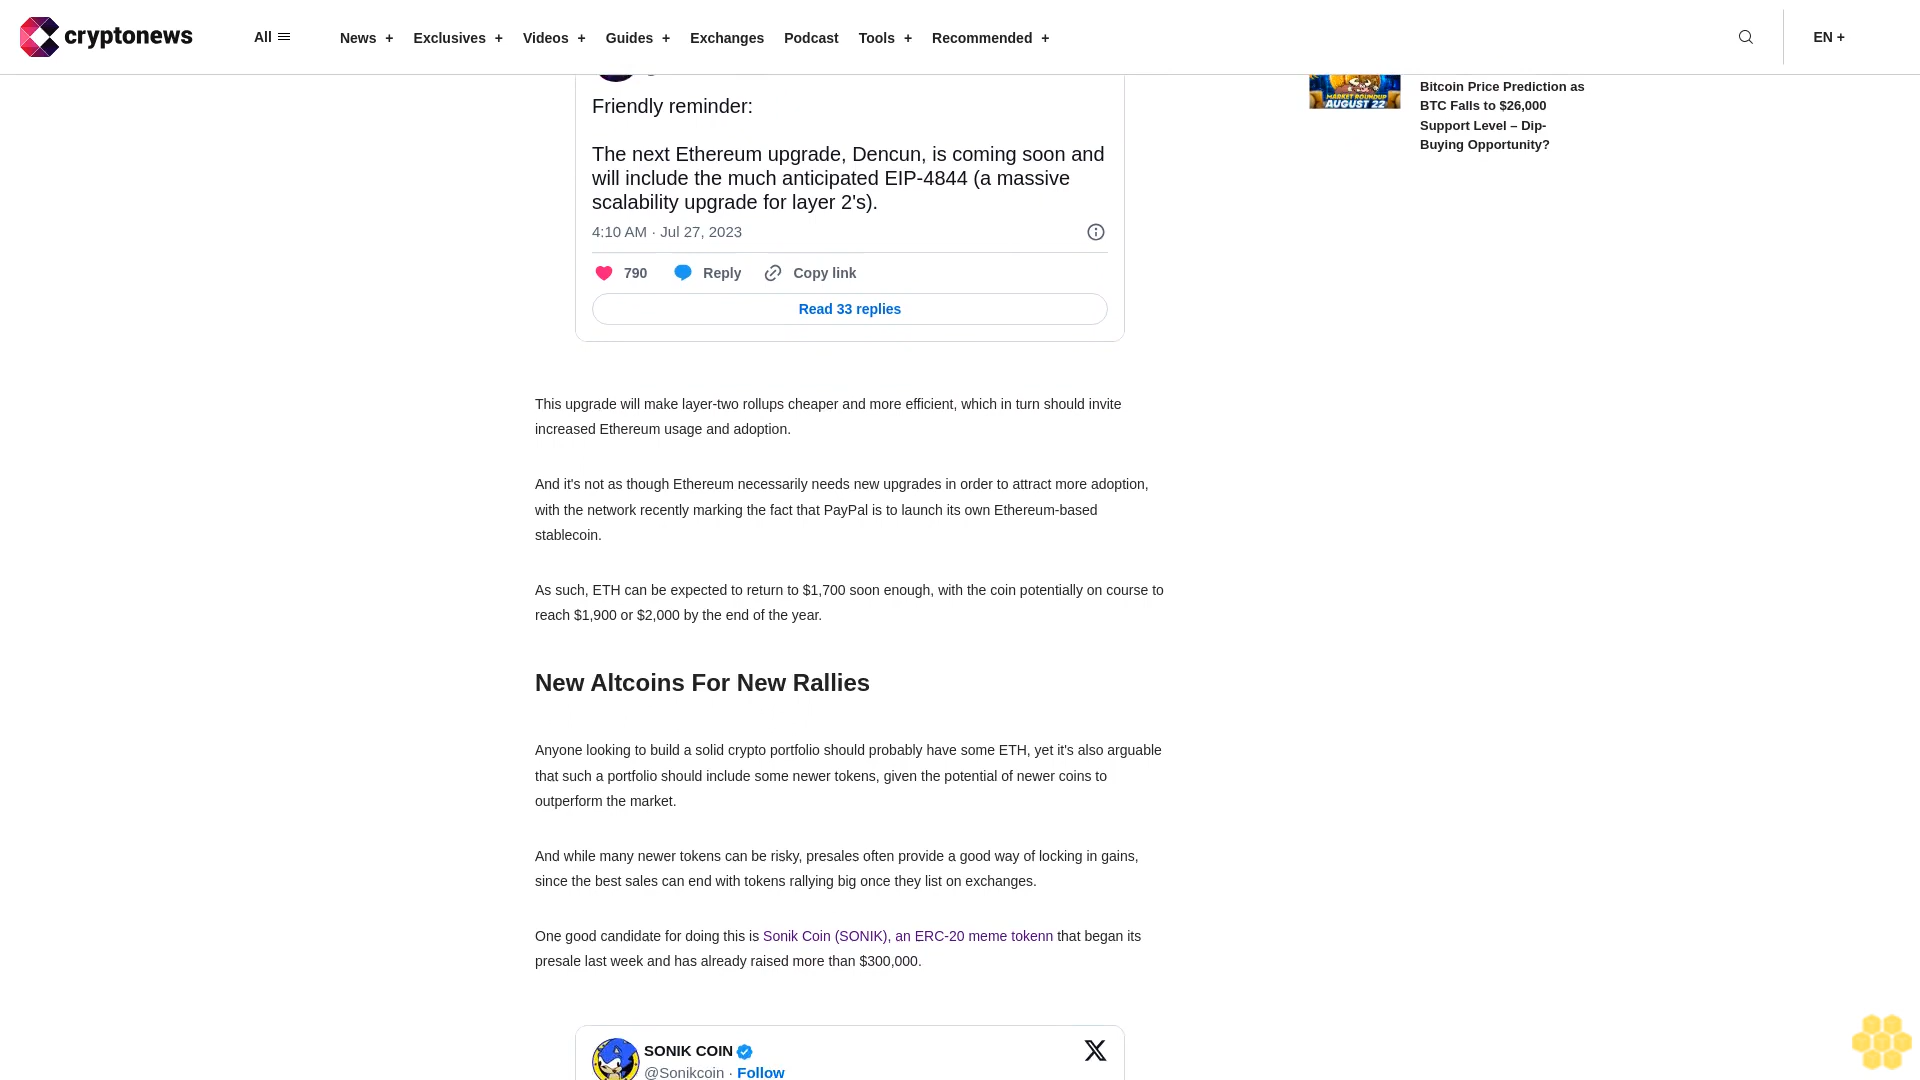 cryptonews
All
News +
Exclusives +
Videos +
Guides +
Exchanges
Podcast
Tools +
Recommended +
EN +
Friendly reminder:
The next Ethereum upgrade, Dencun, is coming soon and
will include the much anticipated EIP-4844 (a massive
scalability upgrade for layer 2's).
4:10 AM · Jul 27, 2023
790
Reply
Copy link
Read 33 replies
This upgrade will make layer-two rollups cheaper and more efficient, which in turn should invite
increased Ethereum usage and adoption.
And it's not as though Ethereum necessarily needs new upgrades in order to attract more adoption,
with the network recently marking the fact that PayPal is to launch its own Ethereum-based
stablecoin.
As such, ETH can be expected to return to $1,700 soon enough, with the coin potentially on course to
reach $1,900 or $2,000 by the end of the year.
New Altcoins For New Rallies
Anyone looking to build a solid crypto portfolio should probably have some ETH, yet it's also arguable
that such a portfolio should include some newer tokens, given the potential of newer coins to
outperform the market.
And while many newer tokens can be risky, presales often provide a good way of locking in gains,
since the best sales can end with tokens rallying big once they list on exchanges.
One good candidate for doing this is Sonik Coin (SONIK), an ERC-20 meme tokenn that began its
presale last week and has already raised more than $300,000.
SONIK COIN
@Sonikcoin · Follow
MARKET ROUNDUP
AUGUST 22
Bitcoin Price Prediction as
BTC Falls to $26,000
Support Level – Dip-
Buying Opportunity?